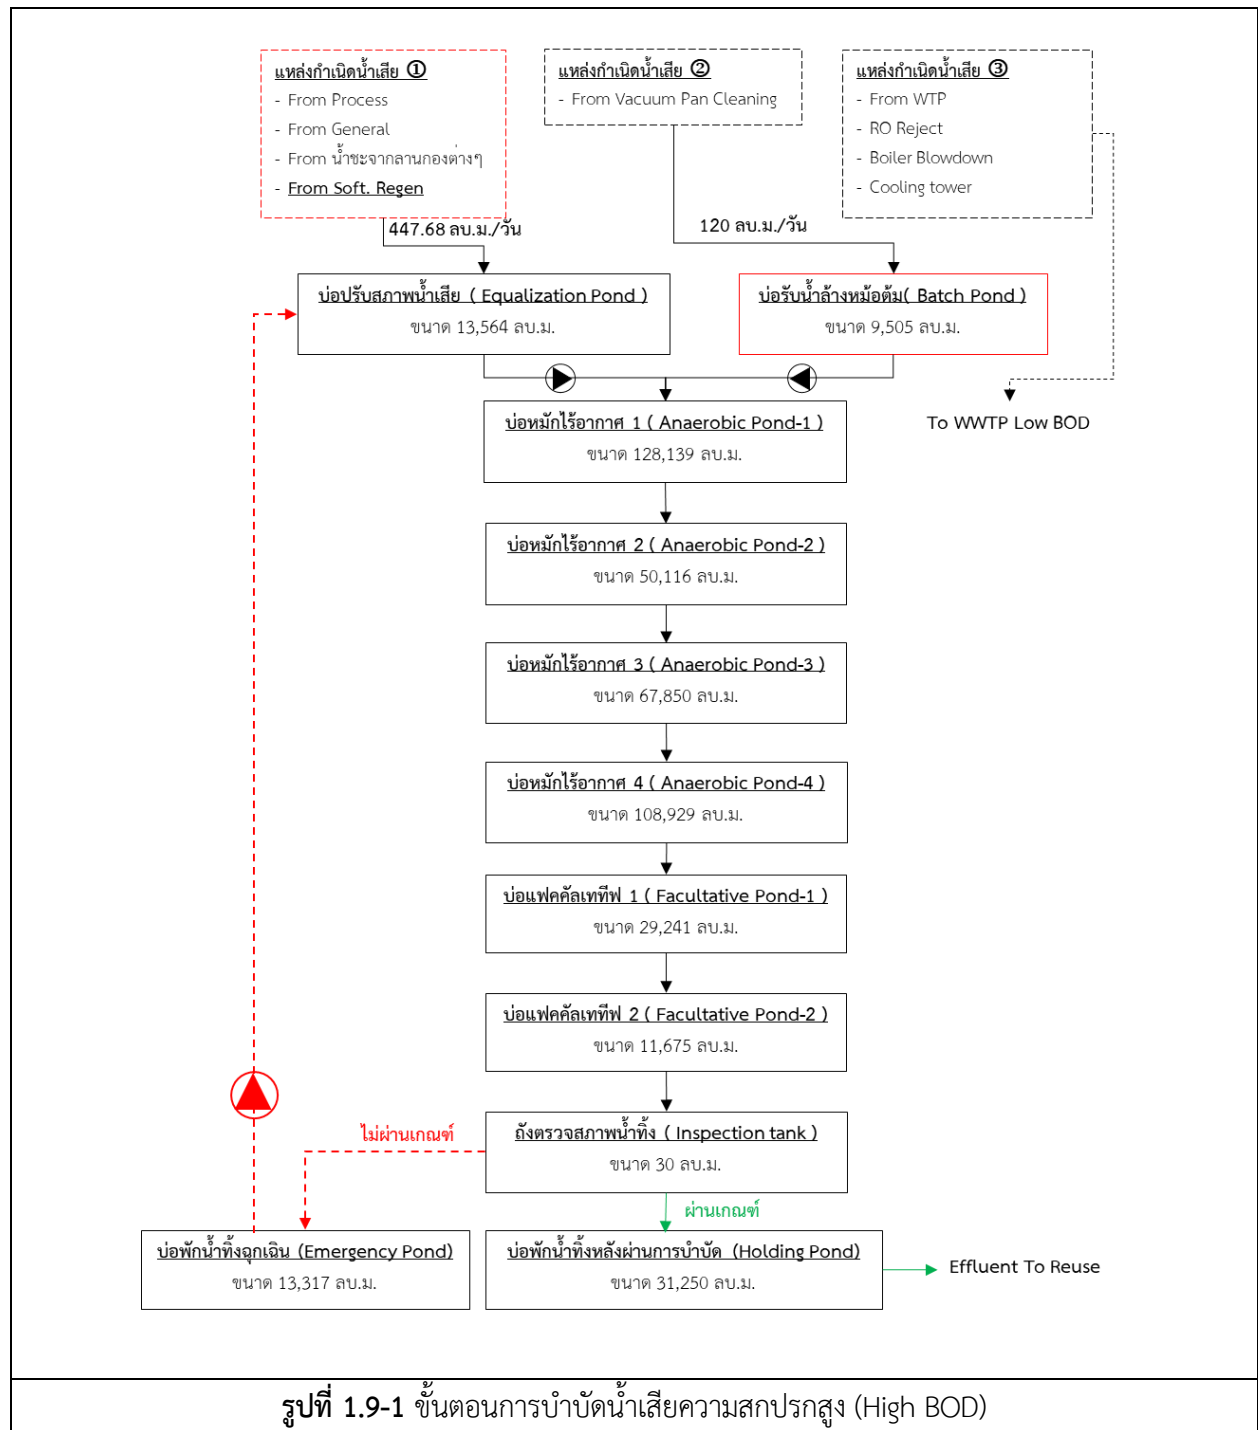 แหล่งกำเนิดน้ำเสีย ①
- From Process
- From General
- From น้ำชะจากลานกองต่างๆ
- From Soft. Regen
แหล่งกำเนิดน้ำเสีย ②
- From Vacuum Pan Cleaning
แหล่งกำเนิดน้ำเสีย ③
- From WTP
- RO Reject
- Boiler Blowdown
- Cooling tower
447.68 ลบ.ม./วัน
120 ลบ.ม./วัน
บ่อปรับสภาพน้ำเสีย ( Equalization Pond )
ขนาด 13,564 ลบ.ม.
บ่อรับน้ำล้างหม้อต้ม( Batch Pond )
ขนาด 9,505 ลบ.ม.
To WWTP Low BOD
บ่อหมักไร้อากาศ 1 ( Anaerobic Pond-1 )
ขนาด 128,139 ลบ.ม.
บ่อหมักไร้อากาศ 2 ( Anaerobic Pond-2 )
ขนาด 50,116 ลบ.ม.
บ่อหมักไร้อากาศ 3 ( Anaerobic Pond-3 )
ขนาด 67,850 ลบ.ม.
บ่อหมักไร้อากาศ 4 ( Anaerobic Pond-4 )
ขนาด 108,929 ลบ.ม.
บ่อแฟคคัลเททีฟ 1 ( Facultative Pond-1 )
ขนาด 29,241 ลบ.ม.
บ่อแฟคคัลเททีฟ 2 ( Facultative Pond-2 )
ขนาด 11,675 ลบ.ม.
ถังตรวจสภาพน้ำทิ้ง ( Inspection tank )
ขนาด 30 ลบ.ม.
ไม่ผ่านเกณฑ์
ผ่านเกณฑ์
บ่อพักน้ำทิ้งฉุกเฉิน (Emergency Pond)
ขนาด 13,317 ลบ.ม.
บ่อพักน้ำทิ้งหลังผ่านการบำบัด (Holding Pond)
ขนาด 31,250 ลบ.ม.
Effluent To Reuse
รูปที่ 1.9-1 ขั้นตอนการบำบัดน้ำเสียความสกปรกสูง (High BOD)